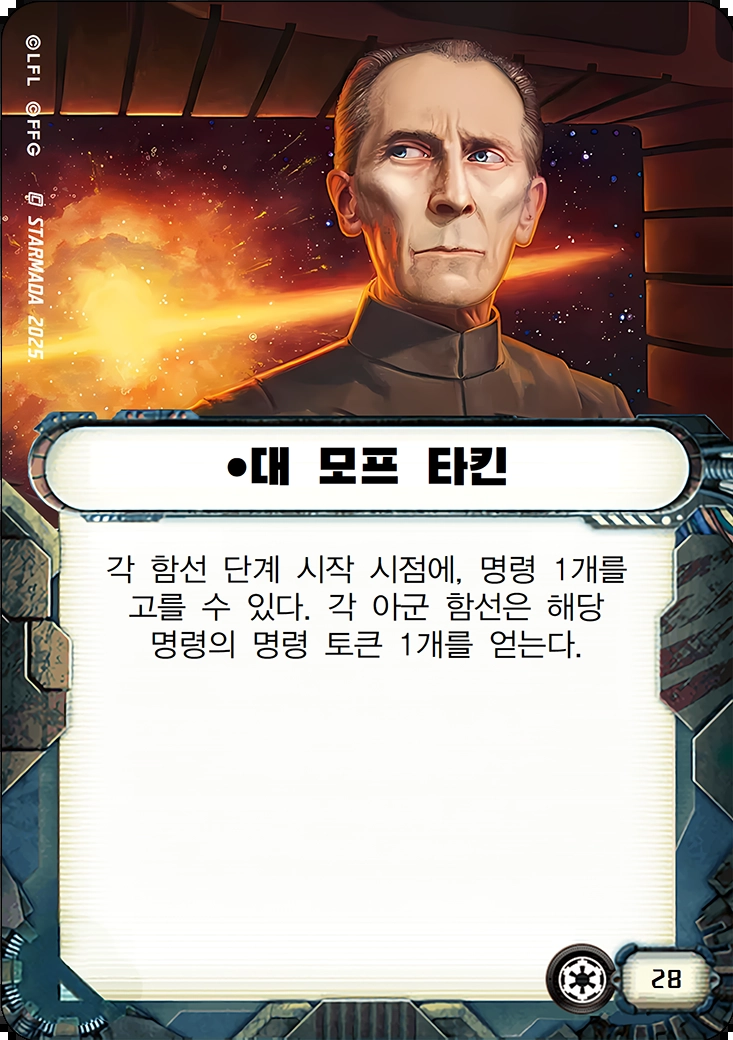 ©LFL ©FFG STARMADA 2025.
•대 모프 타킨
각 함선 단계 시작 시점에, 명령 1개를
고를 수 있다. 각 아군 함선은 해당
명령의 명령 토큰 1개를 얻는다.
28